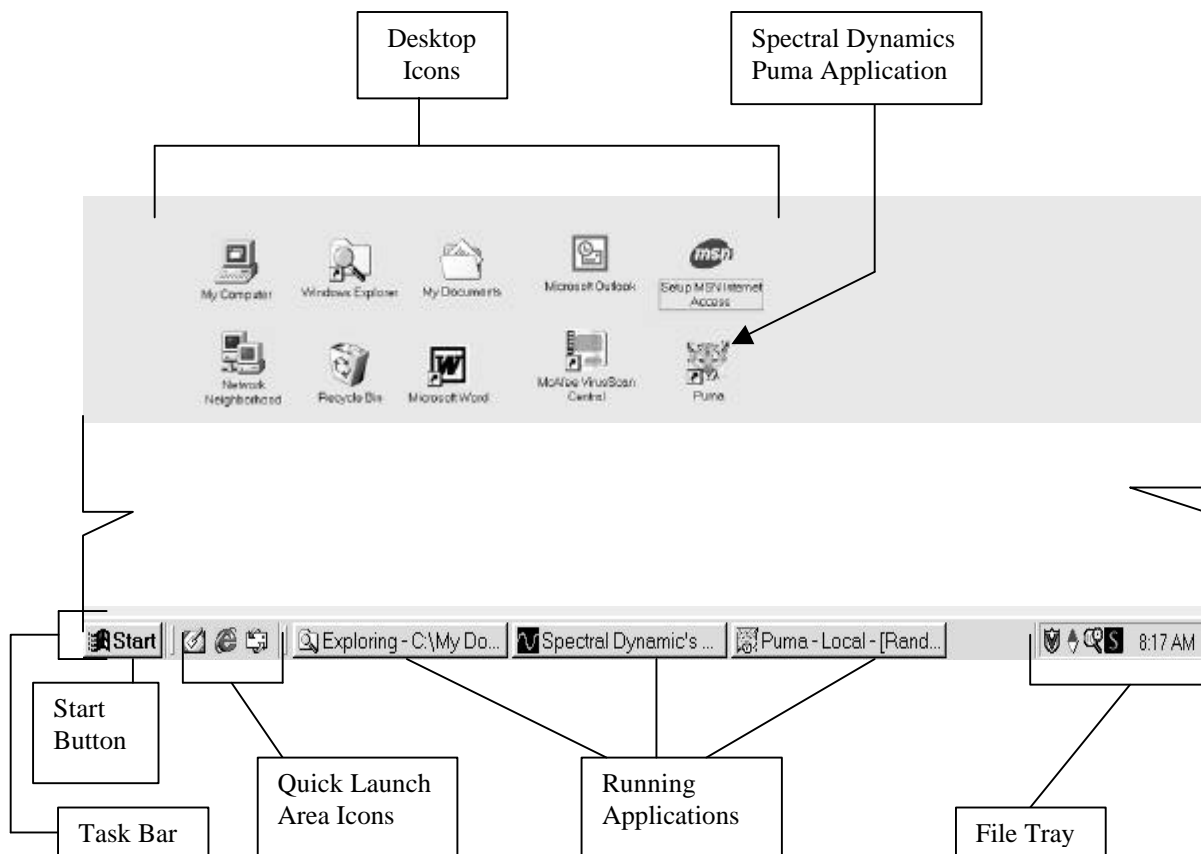 Desktop
Icons
Spectral Dynamics
Puma Application
My Computer
Windows Explorer
My Documents
Microsoft Outlook
msn
Setup MSN Internet
Access
Network
Neighborhood
Recycle Bin
W
Microsoft Word
McAfee VirusScan
Central
Puma
Start
Exploring - C:\My Do...
Spectral Dynamic's ...
Puma - Local - [Rand...
S
8:17 AM
Start
Button
Quick Launch
Area Icons
Running
Applications
Task Bar
File Tray